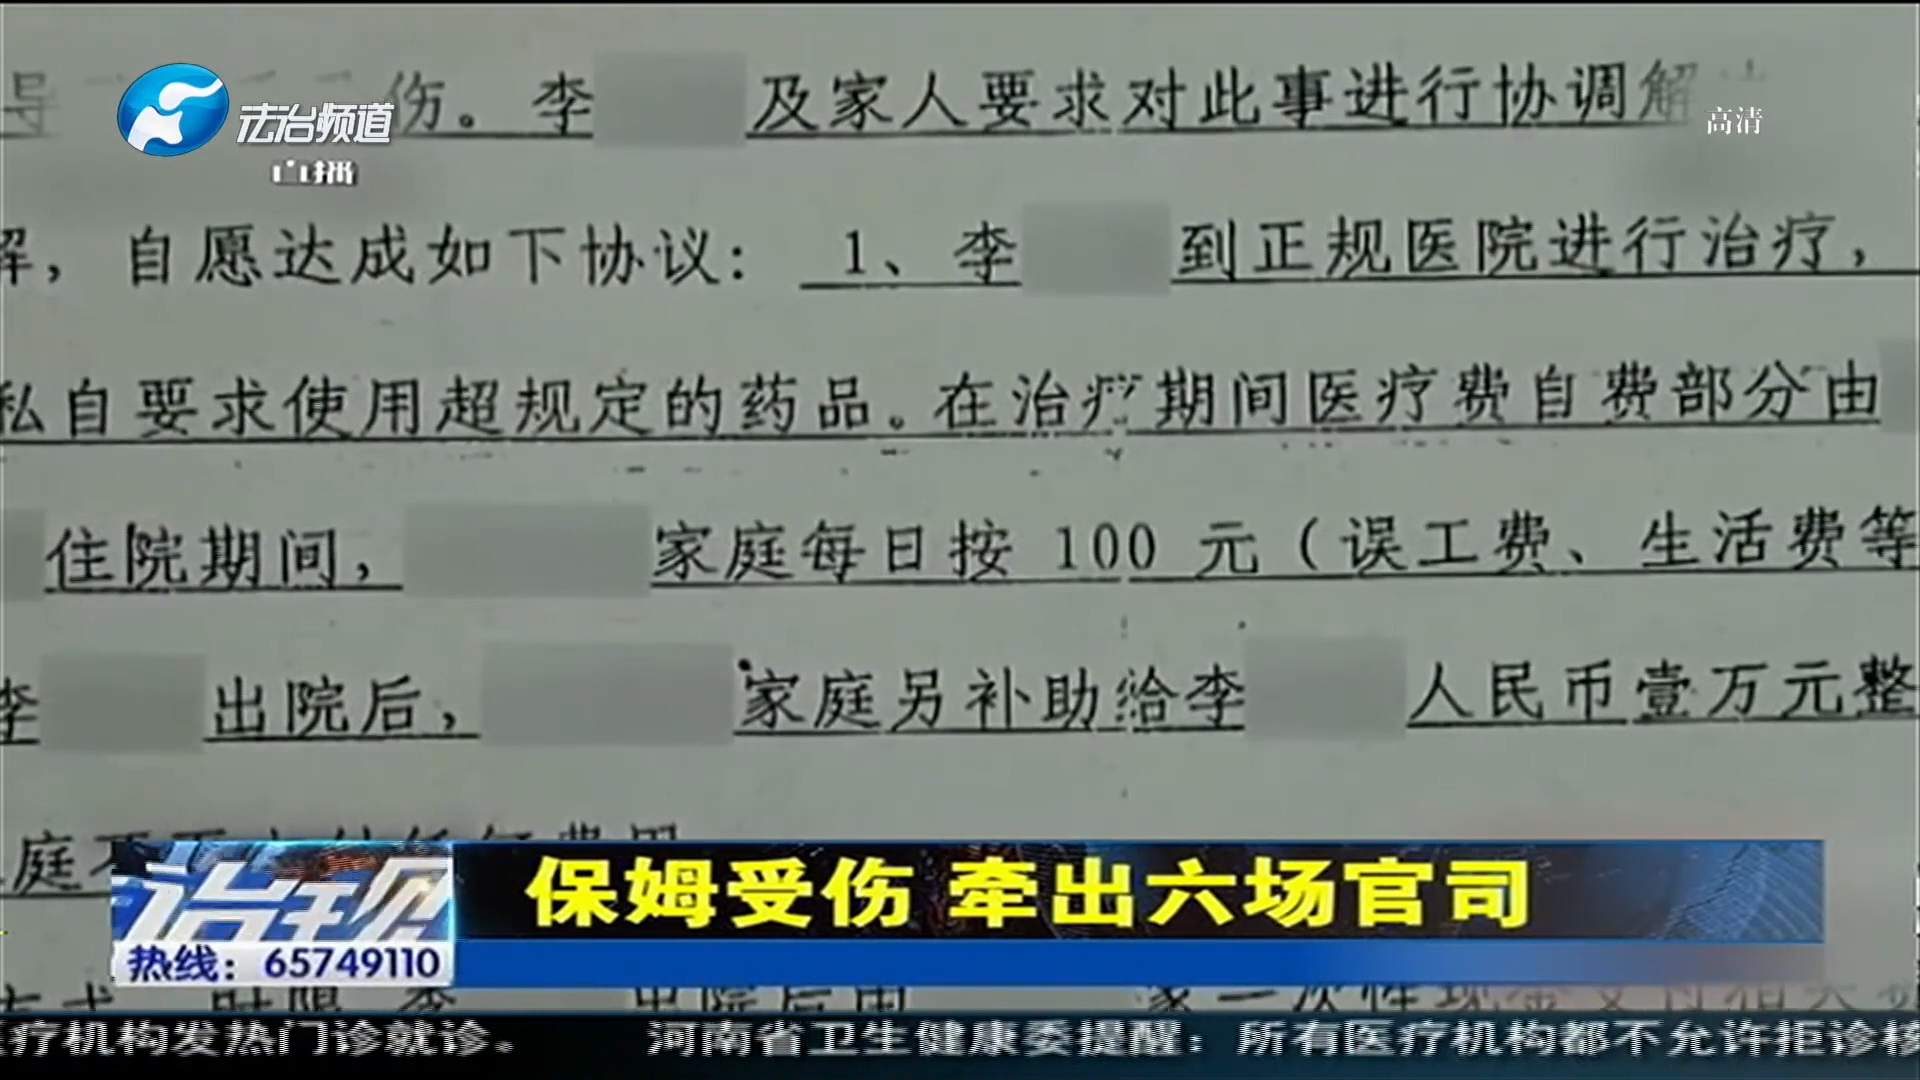 伤。李 及家人要求对此事进行协调解
法治频道
直播
高清
解，自愿达成如下协议： 1、李 到正规医院进行治疗，
私自要求使用超规定的药品。在治疗期间医疗费自费部分由
住院期间， 家庭每日按 100 元（误工费、生活费等
李 出院后， 家庭另补助给李 人民币壹万元整
庭
保姆受伤 牵出六场官司
热线：65749110
疗机构发热门诊就诊。 河南省卫生健康委提醒：所有医疗机构都不允许拒诊核